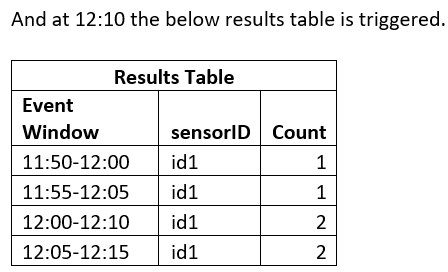 And at 12:10 the below results table is triggered.
Results Table
Event
Window sensorID Count
11:50-12:00 id1 1
11:55-12:05 id1 1
12:00-12:10 id1 2
12:05-12:15 id1 2